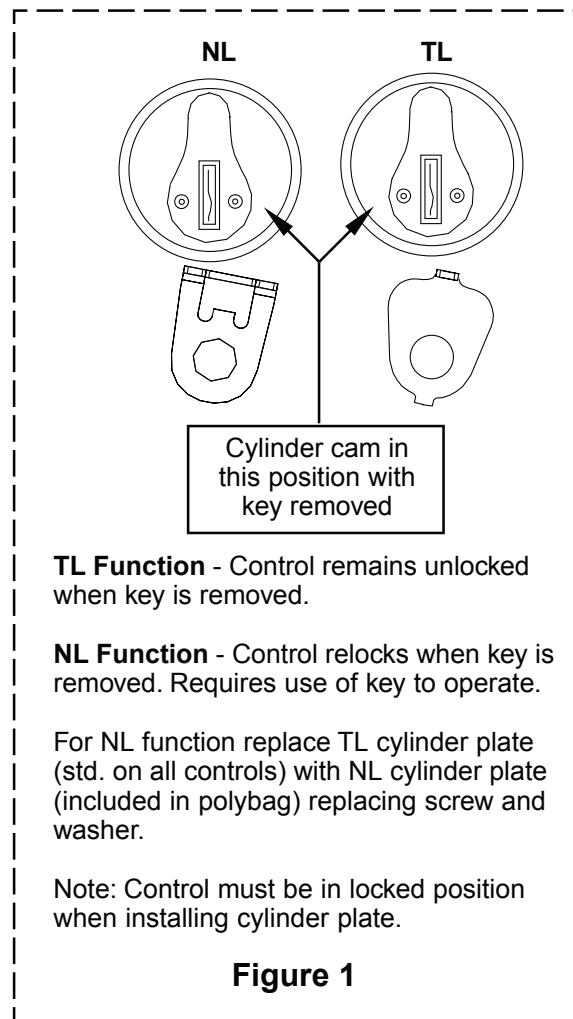 NL TL
Cylinder cam in
this position with
key removed
TL Function - Control remains unlocked
when key is removed.
NL Function - Control relocks when key is
removed. Requires use of key to operate.
For NL function replace TL cylinder plate
(std. on all controls) with NL cylinder plate
(included in polybag) replacing screw and
washer.
Note: Control must be in locked position
when installing cylinder plate.
Figure 1